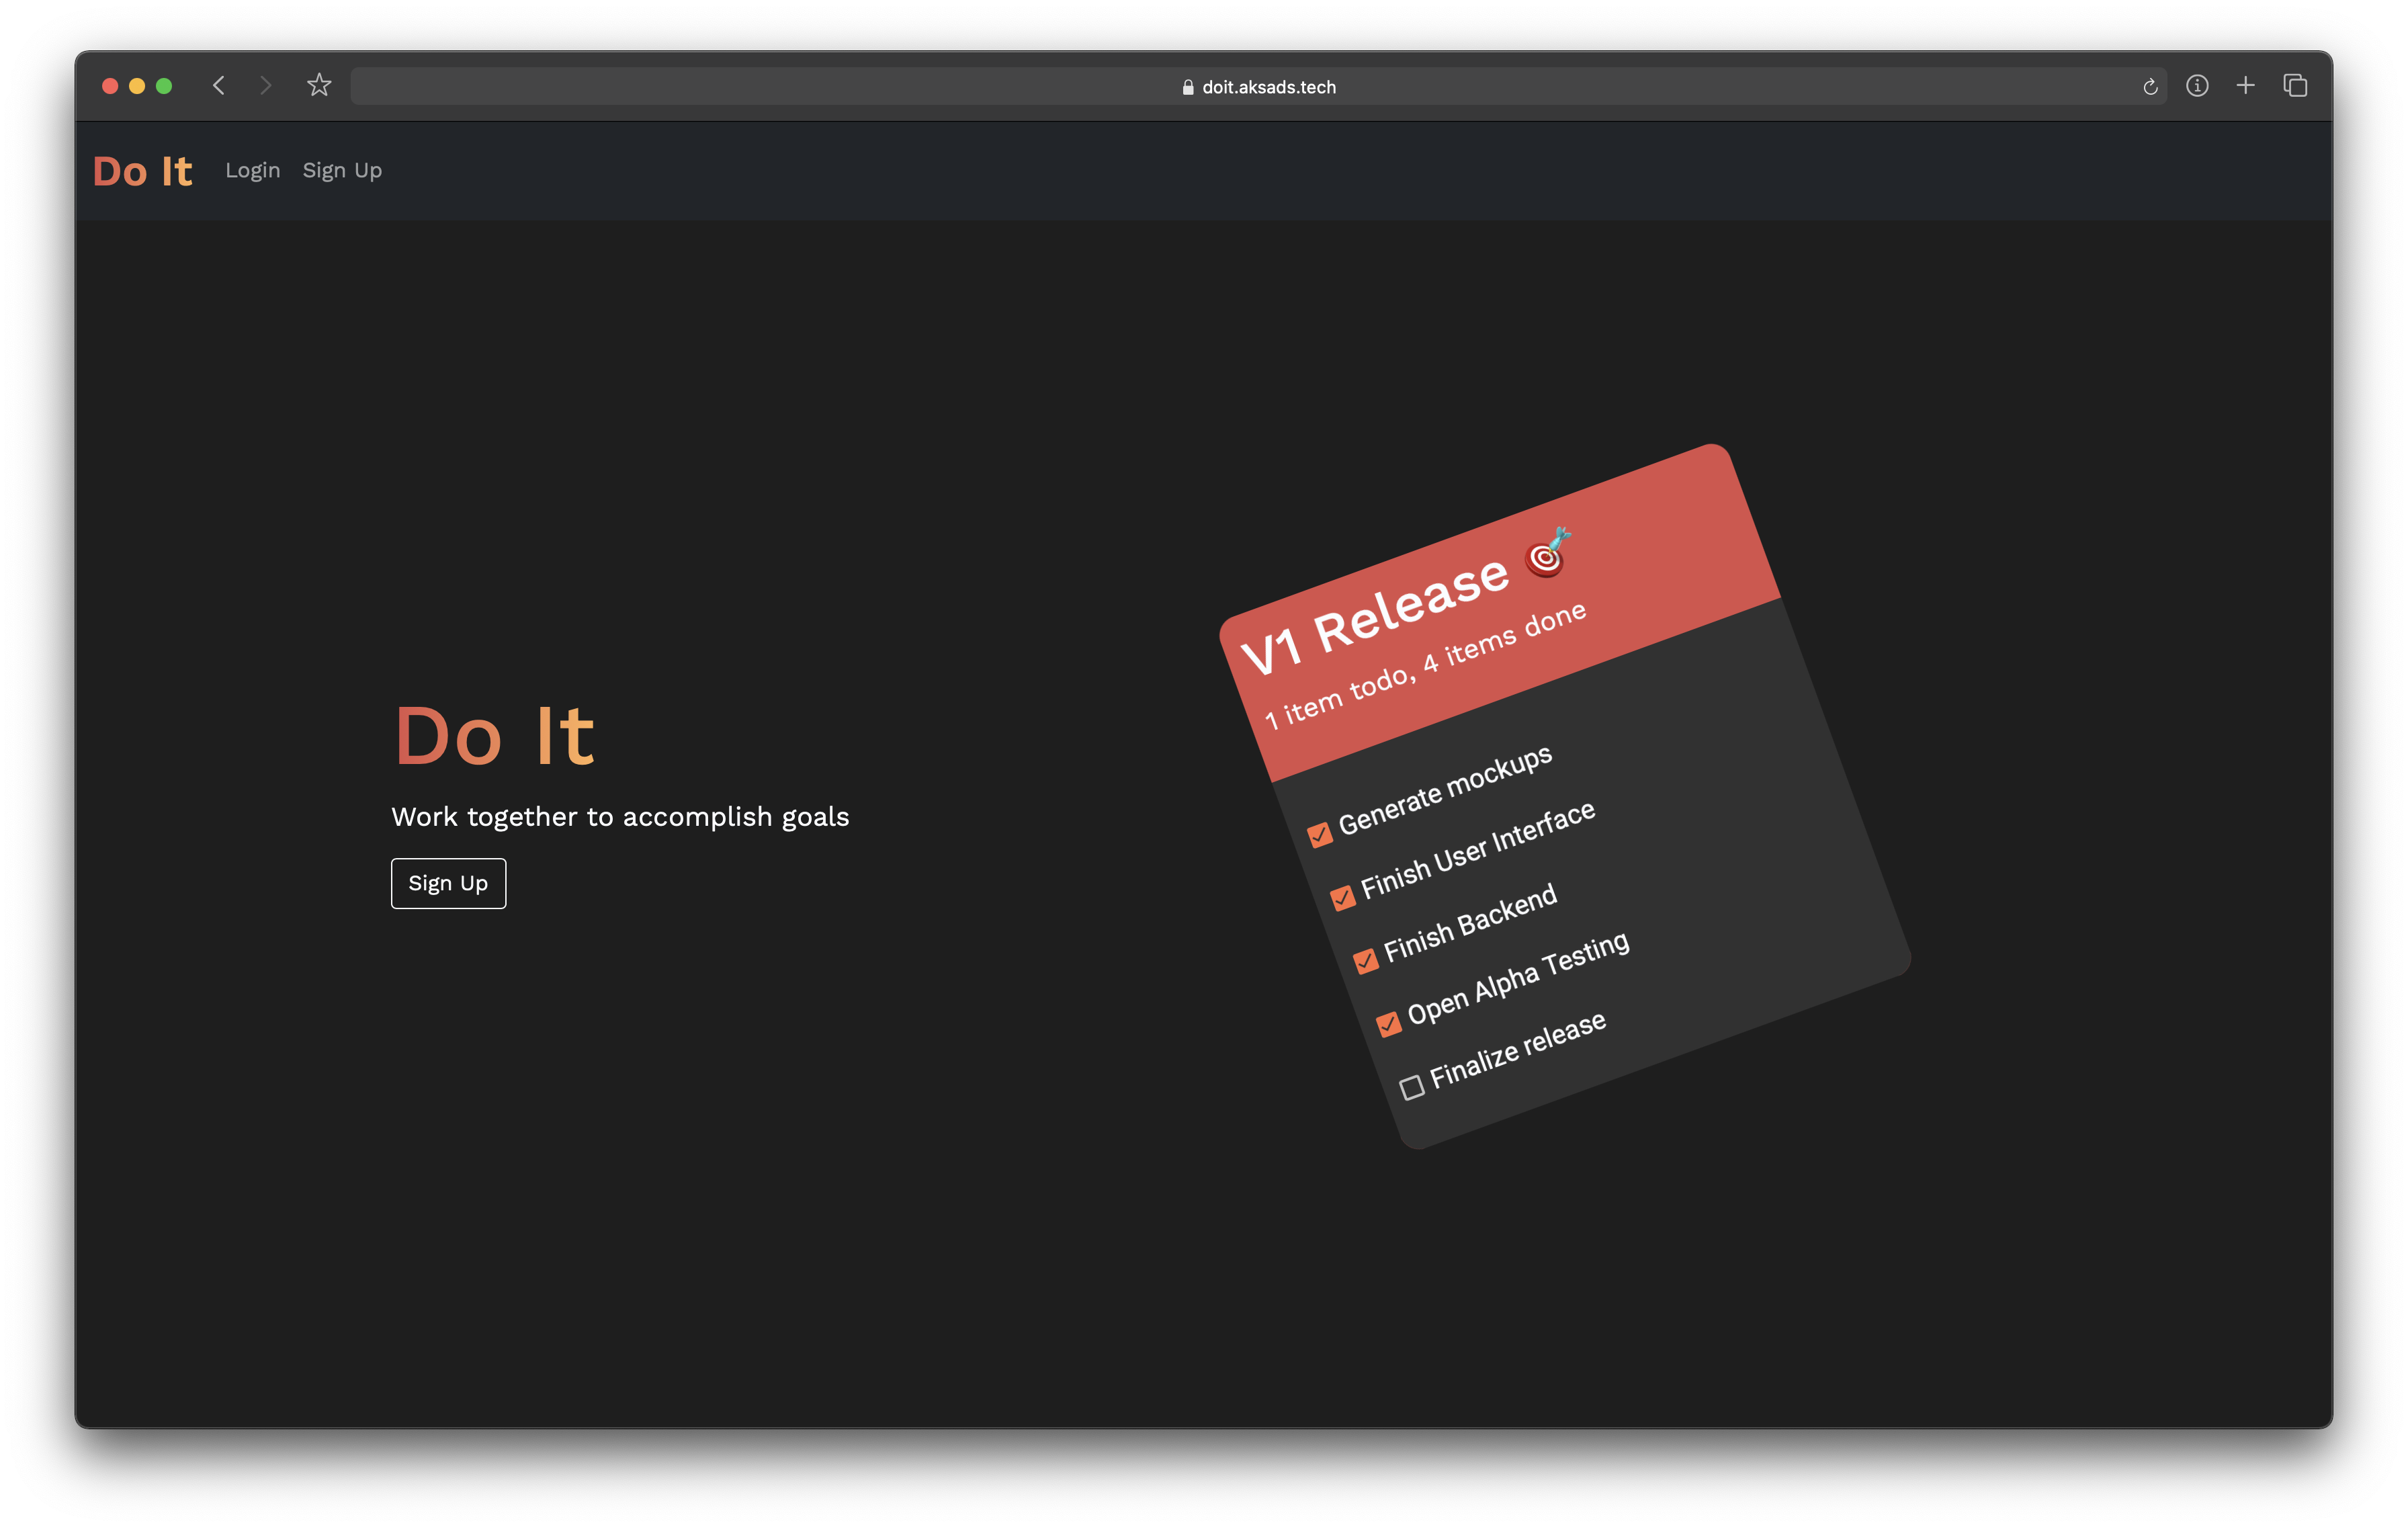 doit.aksads.tech
Do It
Login
Sign Up
Do It
Work together to accomplish goals
Sign Up
V1 Release 🎯
1 item todo, 4 items done
Generate mockups
Finish User Interface
Finish Backend
Open Alpha Testing
Finalize release